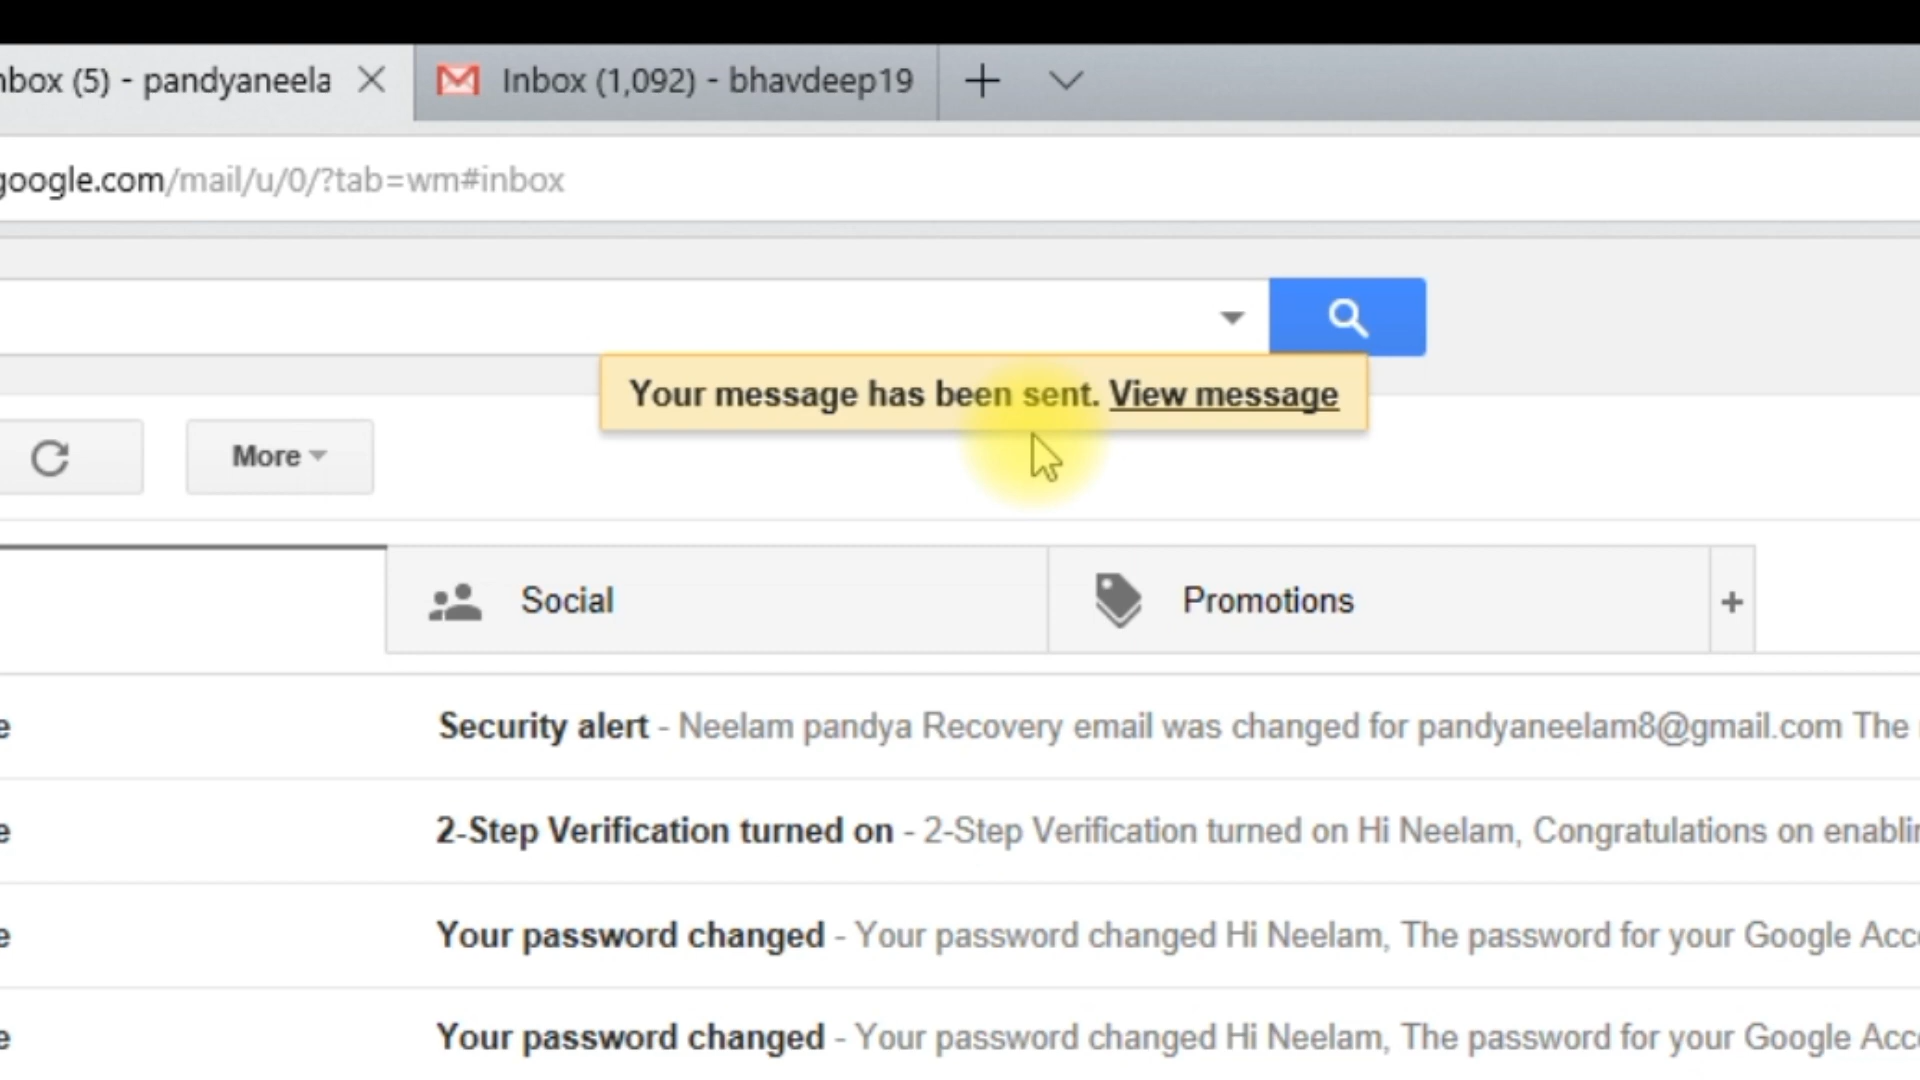 nbox (5) - pandyaneela
Inbox (1,092) - bhavdeep19
google.com/mail/u/0/?tab=wm#inbox
Your message has been sent. View message
More
Social
Promotions
e Security alert - Neelam pandya Recovery email was changed for pandyaneelam8@gmail.com The
e 2-Step Verification turned on - 2-Step Verification turned on Hi Neelam, Congratulations on enablin
e Your password changed - Your password changed Hi Neelam, The password for your Google Acc
e Your password changed - Your password changed Hi Neelam, The password for your Google Acc